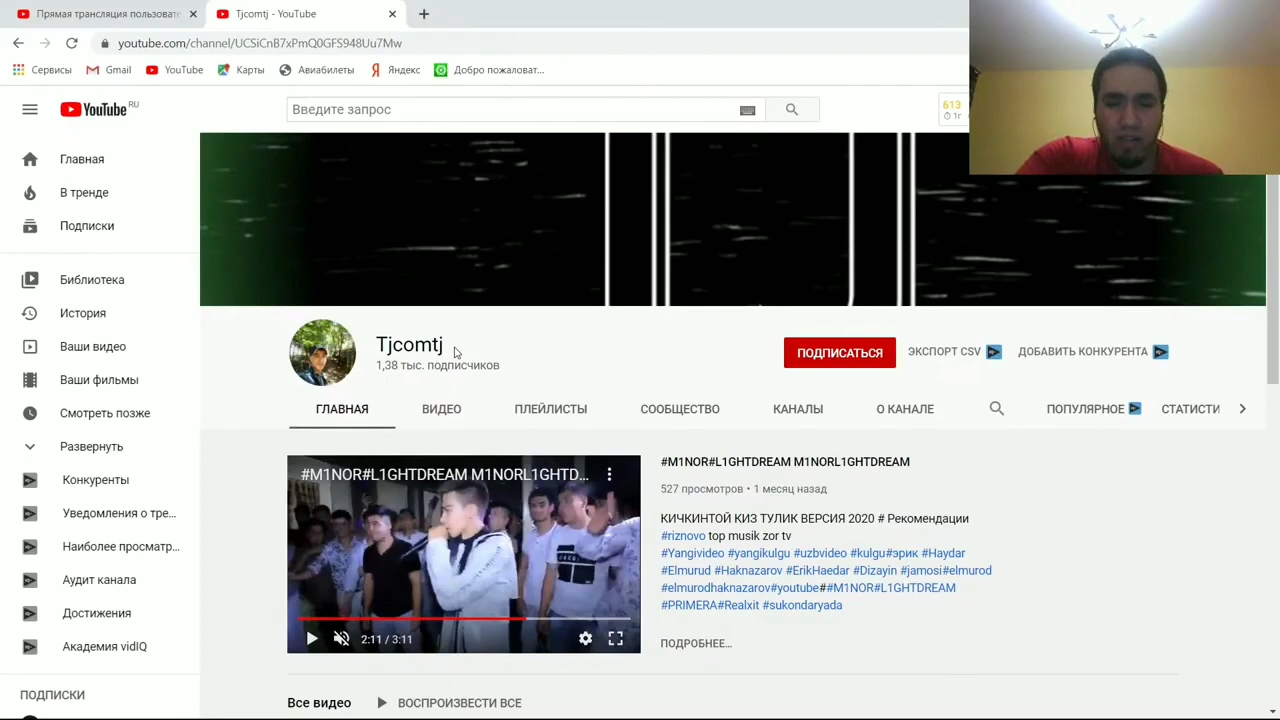 Прямая трансляция пользовате
Tjcomtj - YouTube
youtube.com/channel/UCSiCnB7xPmQ0GFS948Uu7Mw
Сервисы Gmail YouTube Карты Авиабилеты Яндекс Добро пожаловат...
YouTube RU
Введите запрос
613
1г
Главная
В тренде
Подписки
Библиотека
История
Ваши видео
Ваши фильмы
Смотреть позже
Развернуть
Конкуренты
Уведомления о тре...
Наиболее просматр...
Аудит канала
Достижения
Академия vidIQ
ПОДПИСКИ
Tjcomtj
1,38 тыс. подписчиков
ПОДПИСАТЬСЯ ЭКСПОРТ CSV ДОБАВИТЬ КОНКУРЕНТА
ГЛАВНАЯ ВИДЕО ПЛЕЙЛИСТЫ СООБЩЕСТВО КАНАЛЫ О КАНАЛЕ ПОПУЛЯРНОЕ СТАТИСТИ
#M1NOR#L1GHTDREAM M1NORL1GHTD...
2:11 / 3:11
#M1NOR#L1GHTDREAM M1NORL1GHTDREAM
527 просмотров • 1 месяц назад
КИЧКИНТОЙ КИЗ ТУЛИК ВЕРСИЯ 2020 # Рекомендации
#riznovo top musik zor tv
#Yangivideo #yangikulgu #uzbvideo #kulgu#эрик #Haydar
#Elmurud #Haknazarov #ErikHaedar #Dizayin #jamosi#elmurod
#elmurodhaknazarov#youtube##M1NOR#L1GHTDREAM
#PRIMERA#Realxit #sukondaryada
ПОДРОБНЕЕ...
Все видео ВОСПРОИЗВЕСТИ ВСЕ